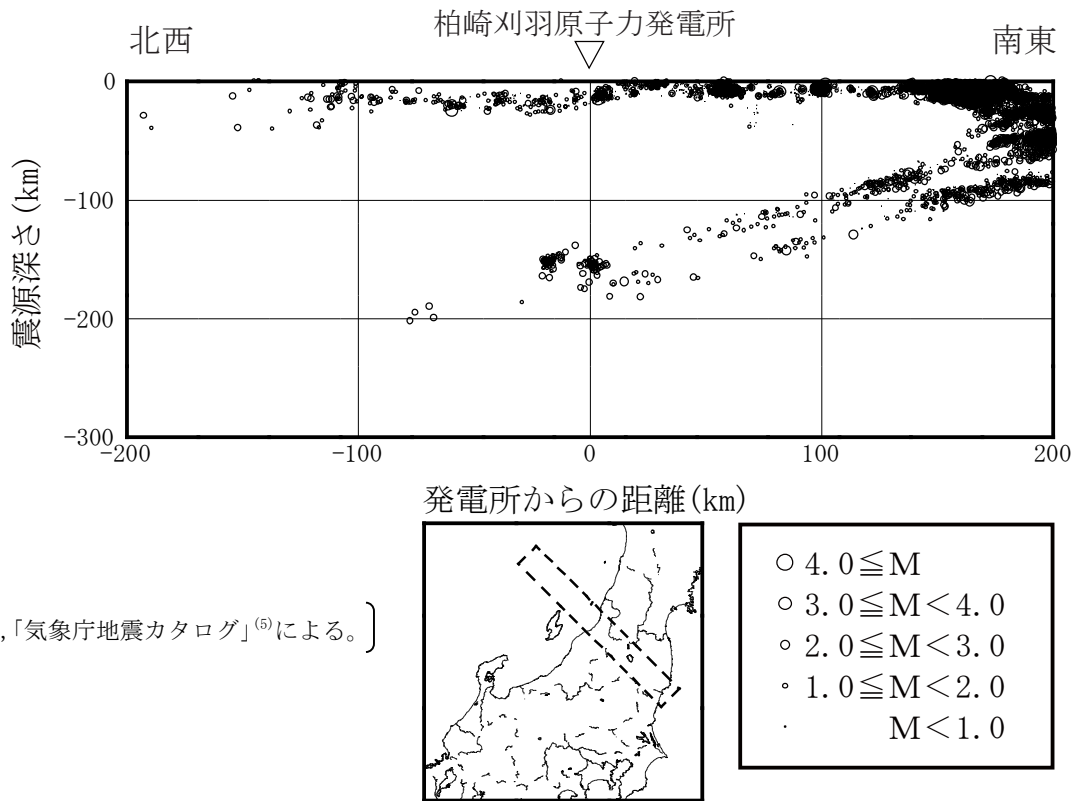 柏崎刈羽原子力発電所
北西
南東
0
-100
-200
-300
震源深さ(km)
-200 -100 0 100 200
発電所からの距離(km)
,「気象庁地震カタログ」(5)による。
4.0≦M
3.0≦M<4.0
2.0≦M<3.0
1.0≦M<2.0
M<1.0